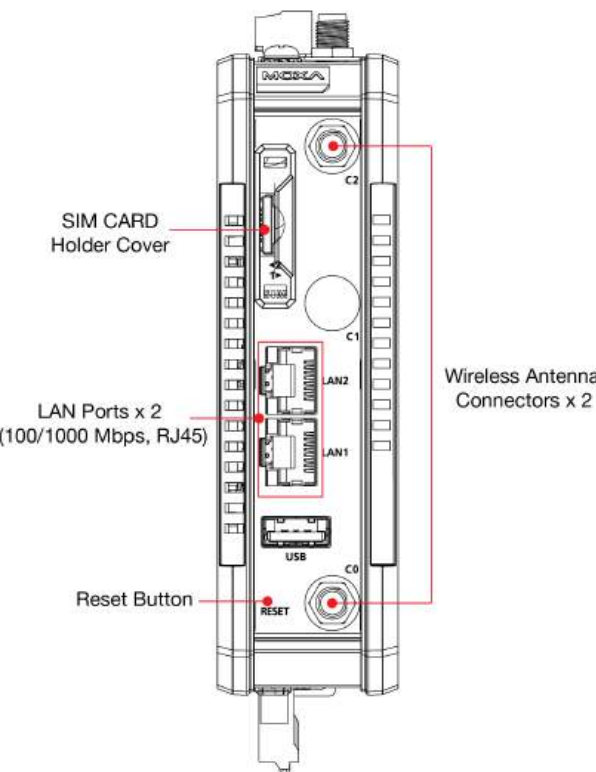 MOXA
C2
SIM CARD
Holder Cover
SIM
C1
LAN2
Wireless Antenna
Connectors x 2
LAN Ports x 2
(100/1000 Mbps, RJ45)
LAN1
USB
C0
Reset Button
RESET